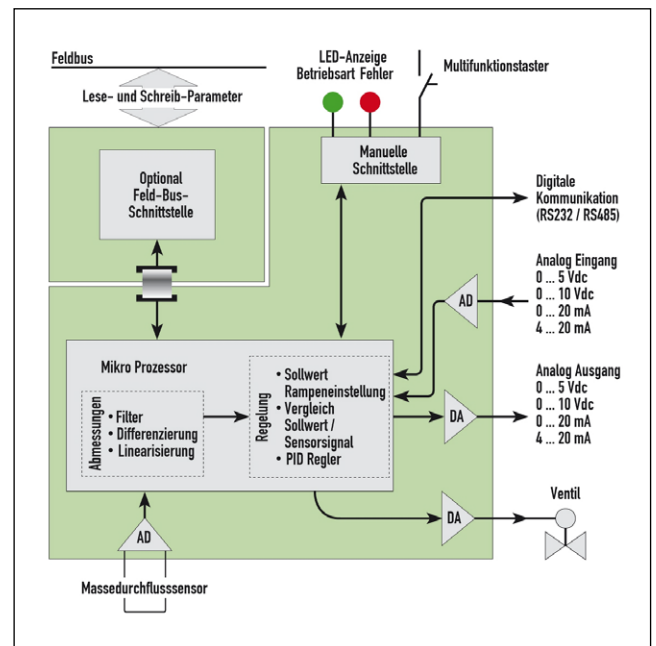 Feldbus
Lese- und Schreib-Parameter
LED-Anzeige
Betriebsart Fehler
Multifunktionstaster
Optional
Feld-Bus-
Schnittstelle
Manuelle
Schnittstelle
Digitale
Kommunikation
(RS232 / RS485)
Analog Eingang
0 ... 5 Vdc
0 ... 10 Vdc
0 ... 20 mA
4 ... 20 mA
AD
Mikro Prozessor
Abmessungen
• Filter
• Differenzierung
• Linearisierung
Regelung
• Sollwert
Rampeneinstellung
• Vergleich
Sollwert /
Sensorsignal
• PID Regler
Analog Ausgang
0 ... 5 Vdc
0 ... 10 Vdc
0 ... 20 mA
4 ... 20 mA
DA
Ventil
DA
AD
Massedurchflusssensor